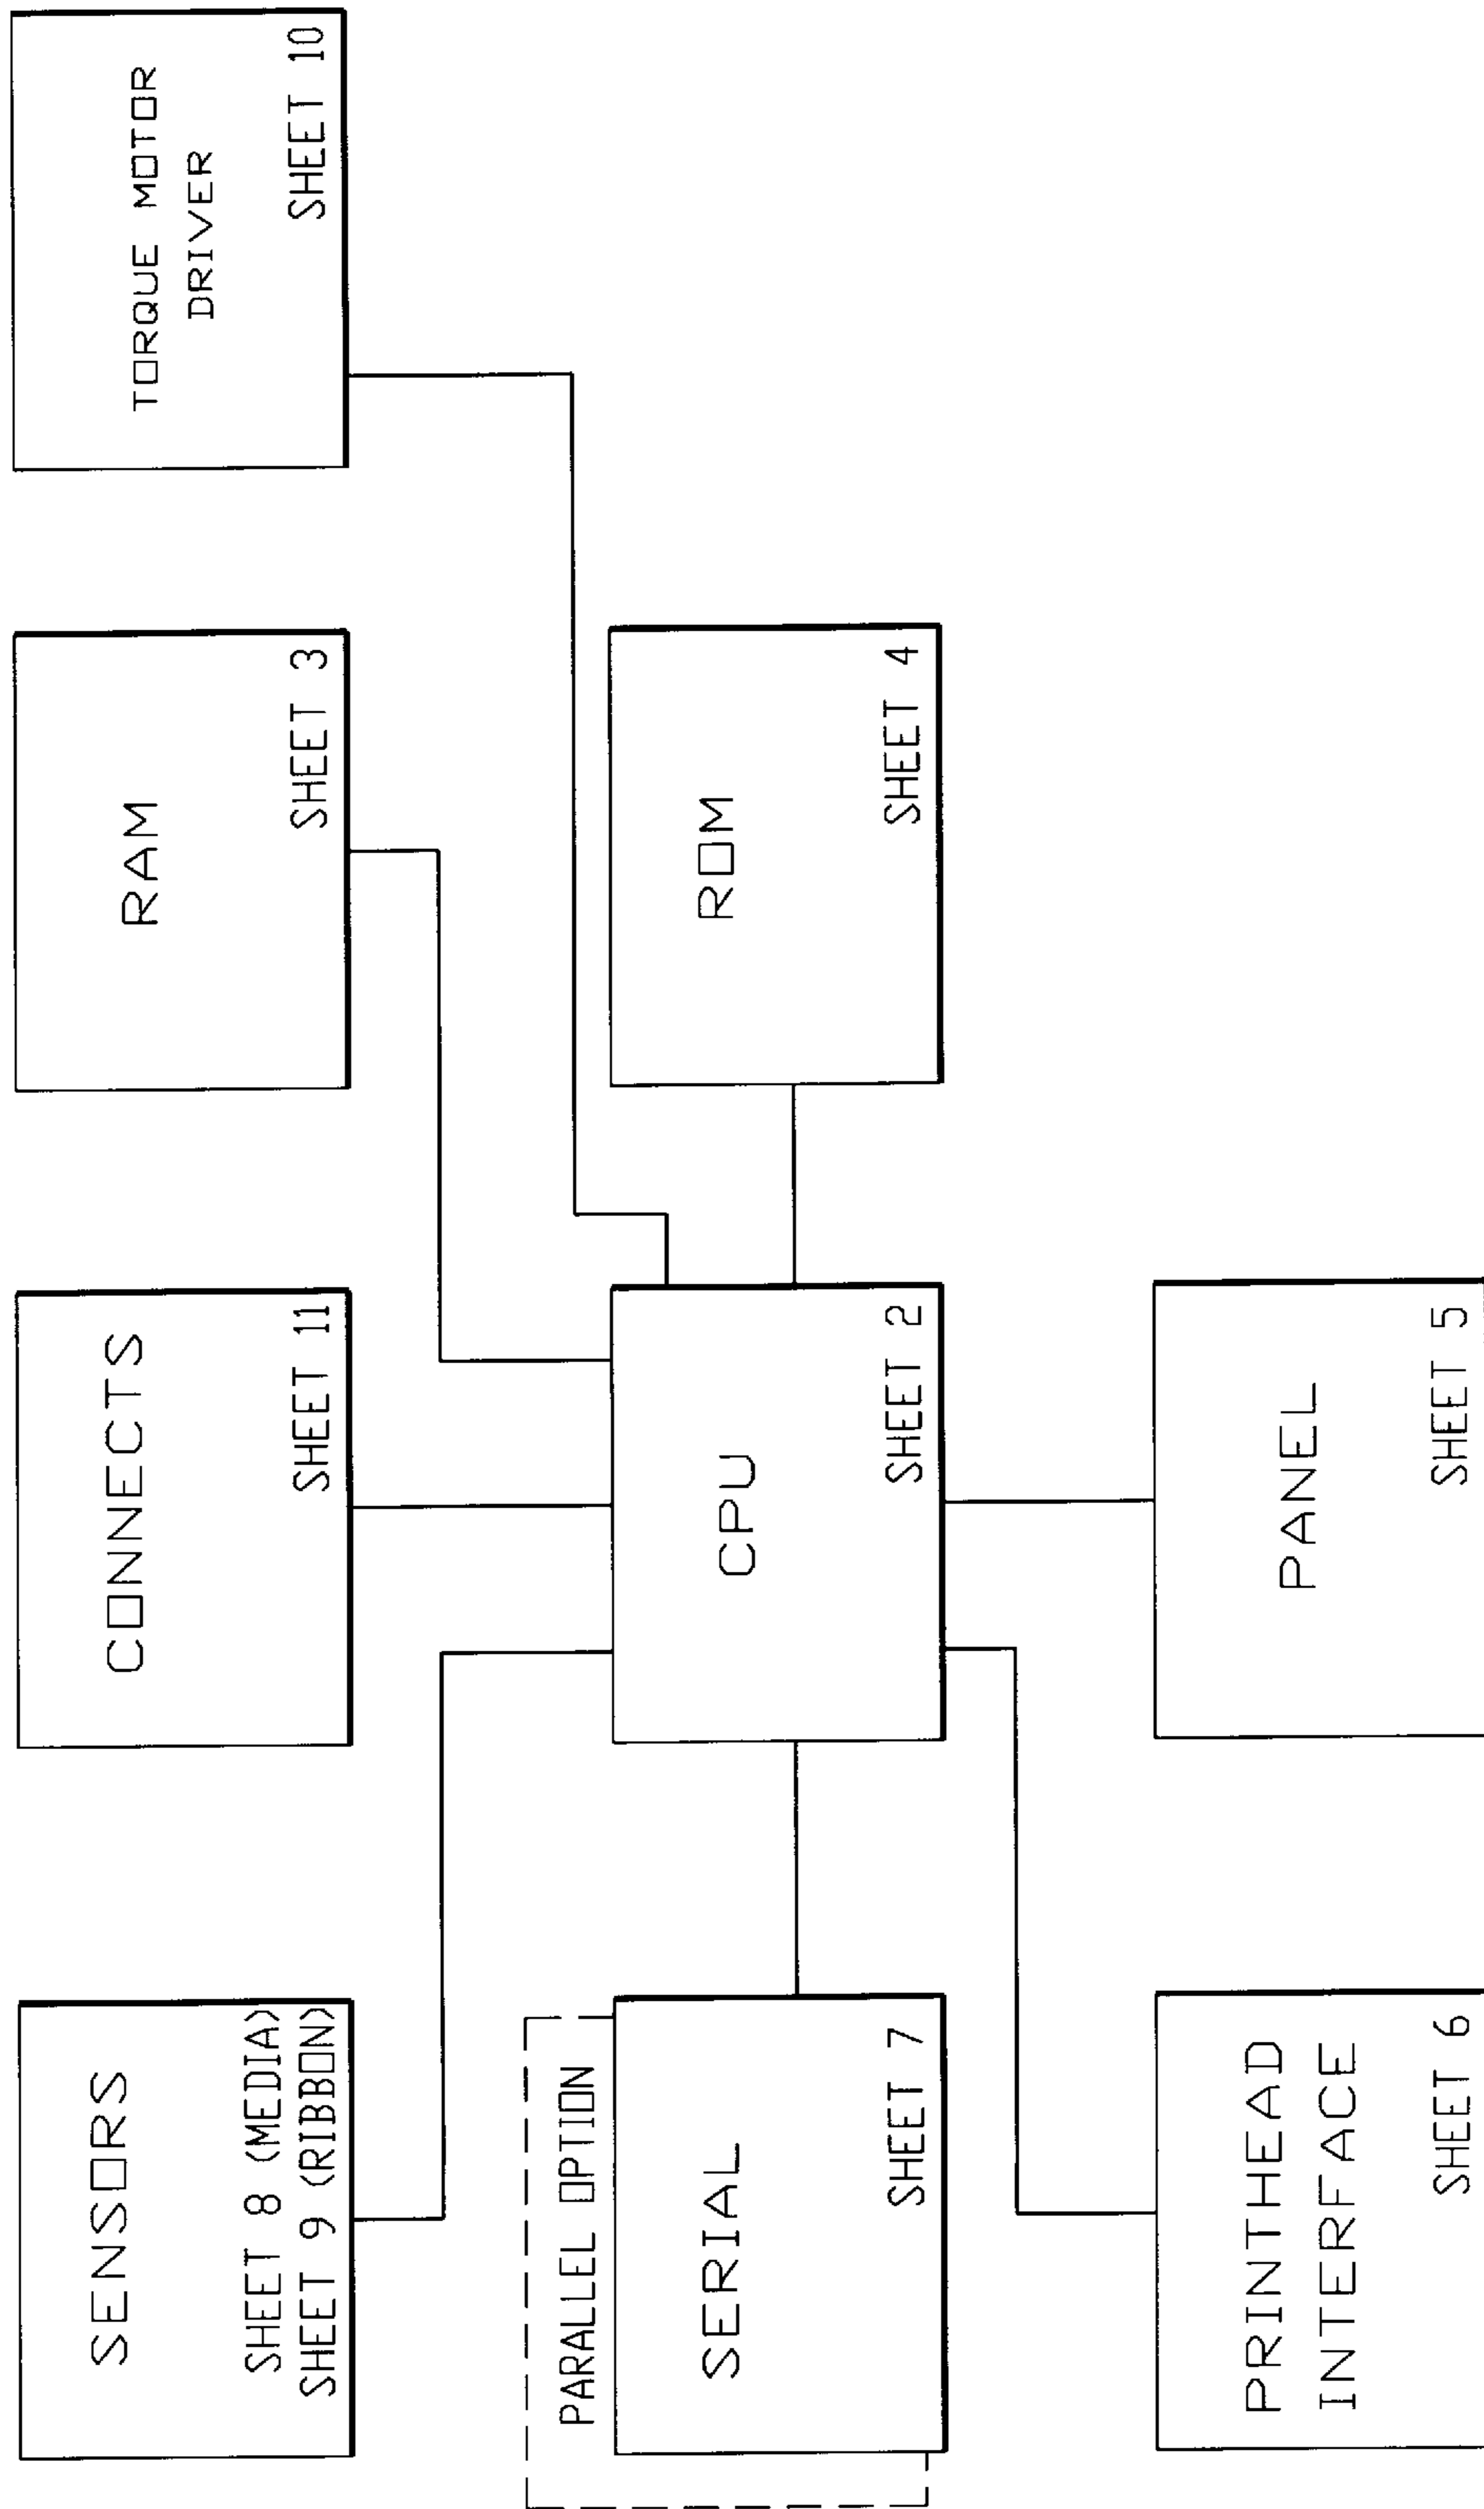 SENSORS
SHEET 8 (MEDIA)
SHEET 9 (RIBBON)
CONNECTS
SHEET 11
RAM
SHEET 3
TORQUE MOTOR
DRIVER
SHEET 10
PARALLEL OPTION
SERIAL
SHEET 7
CPU
SHEET 2
ROM
SHEET 4
PRINTHEAD
INTERFACE
SHEET 6
PANEL
SHEET 5